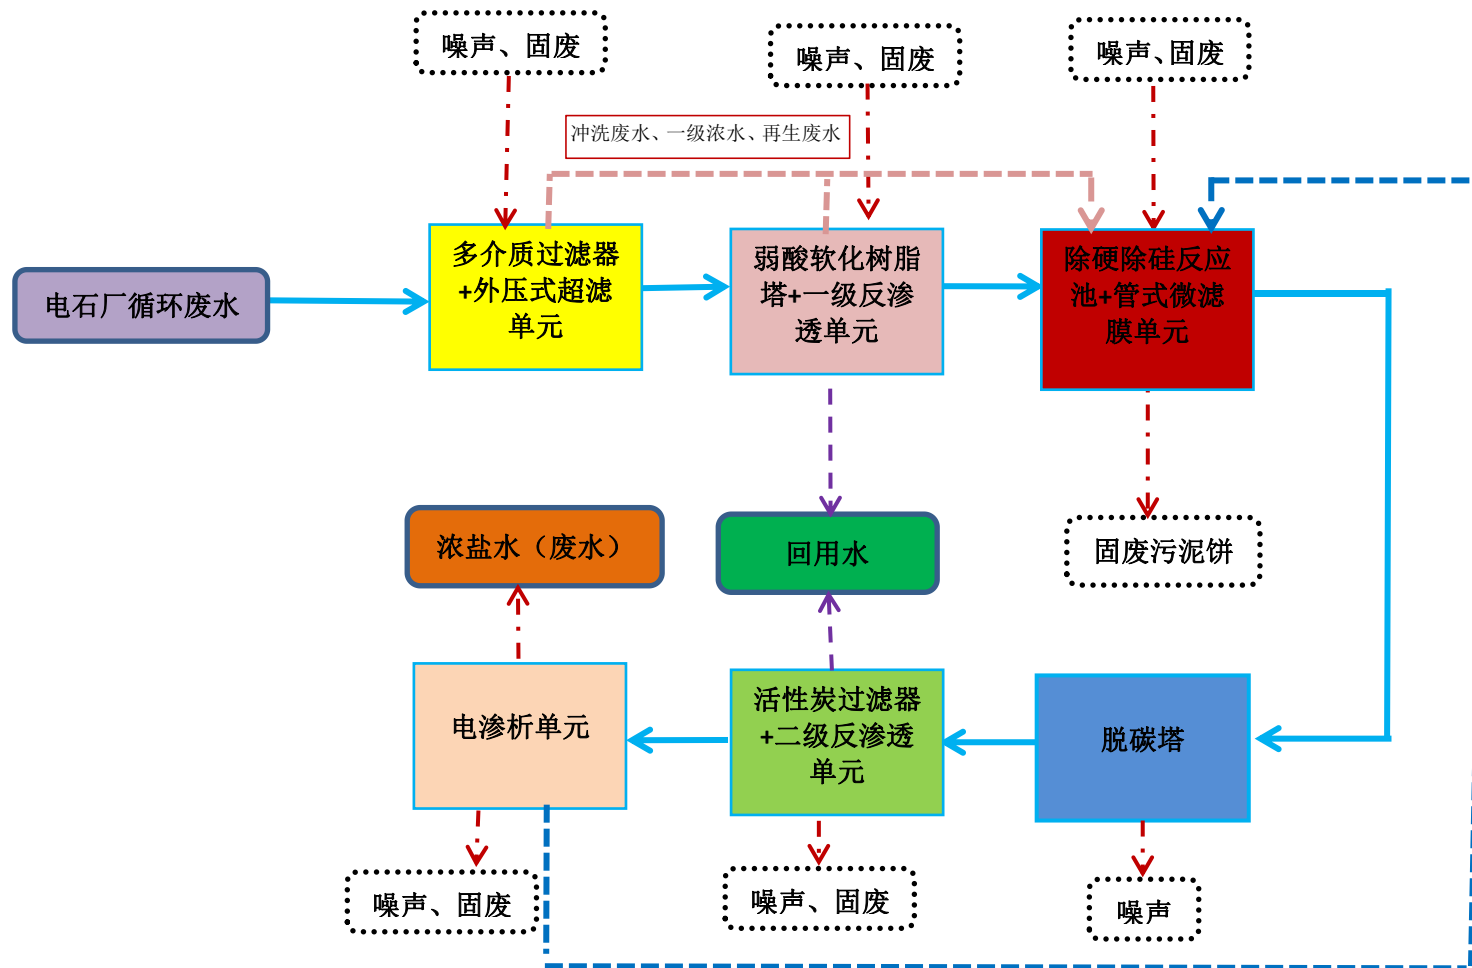 噪声、固废
噪声、固废
噪声、固废
冲洗废水、一级浓水、再生废水
电石厂循环废水
多介质过滤器
+外压式超滤
单元
弱酸软化树脂
塔+一级反渗
透单元
除硬除硅反应
池+管式微滤
膜单元
浓盐水（废水）
回用水
固废污泥饼
电渗析单元
活性炭过滤器
+二级反渗透
单元
脱碳塔
噪声、固废
噪声、固废
噪声